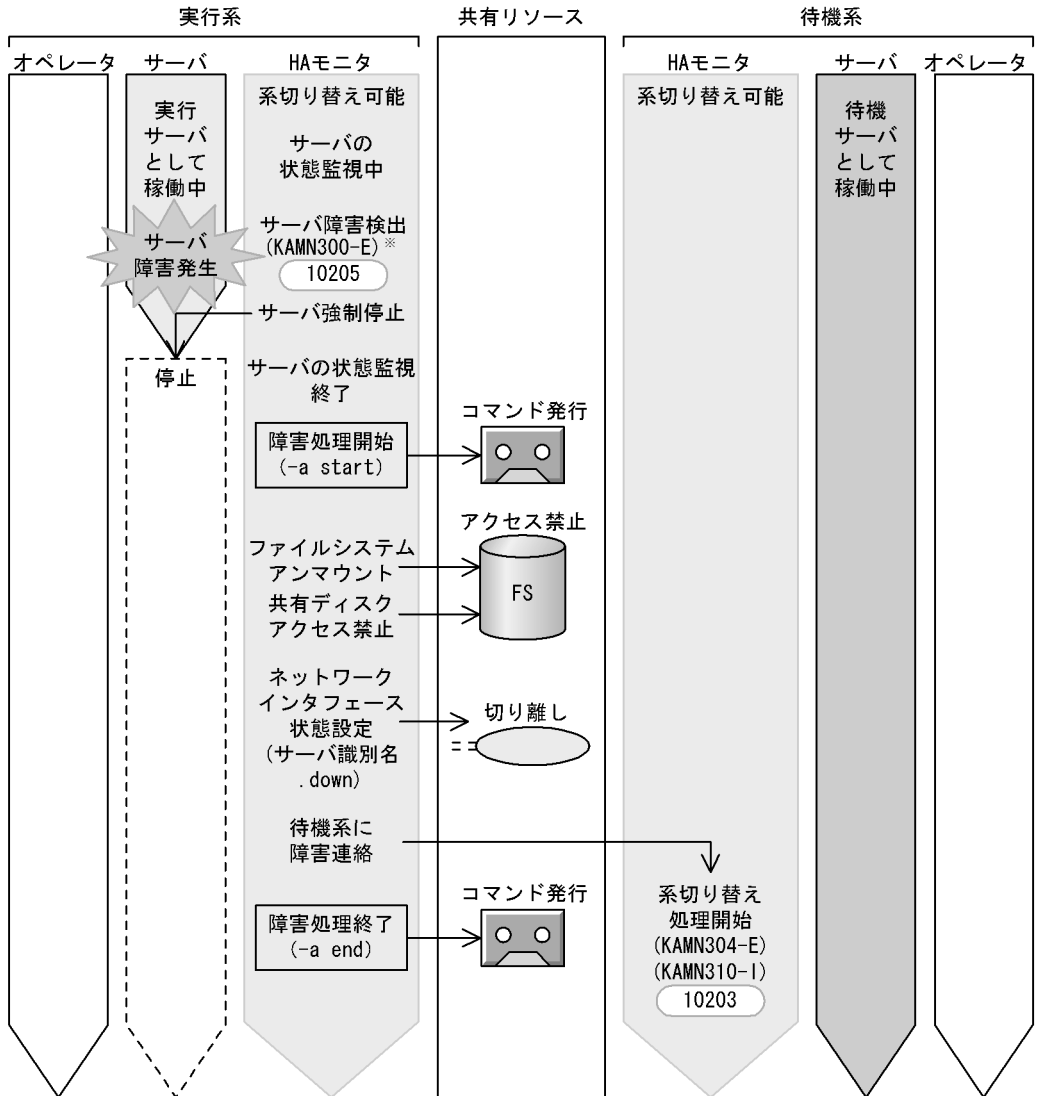 実行系
共有リソース
待機系
オペレータ
サーバ
HAモニタ
HAモニタ
サーバ
オペレータ
実行
サーバ
として
稼働中
サーバ
障害発生
停止
系切り替え可能
サーバの
状態監視中
サーバ障害検出
(KAMN300-E)※
10205
サーバ強制停止
サーバの状態監視
終了
障害処理開始
(-a start)
コマンド発行
ファイルシステム
アンマウント
共有ディスク
アクセス禁止
アクセス禁止
FS
ネットワーク
インタフェース
状態設定
(サーバ識別名
.down)
切り離し
待機系に
障害連絡
障害処理終了
(-a end)
コマンド発行
系切り替え可能
系切り替え
処理開始
(KAMN304-E)
(KAMN310-I)
10203
待機
サーバ
として
稼働中